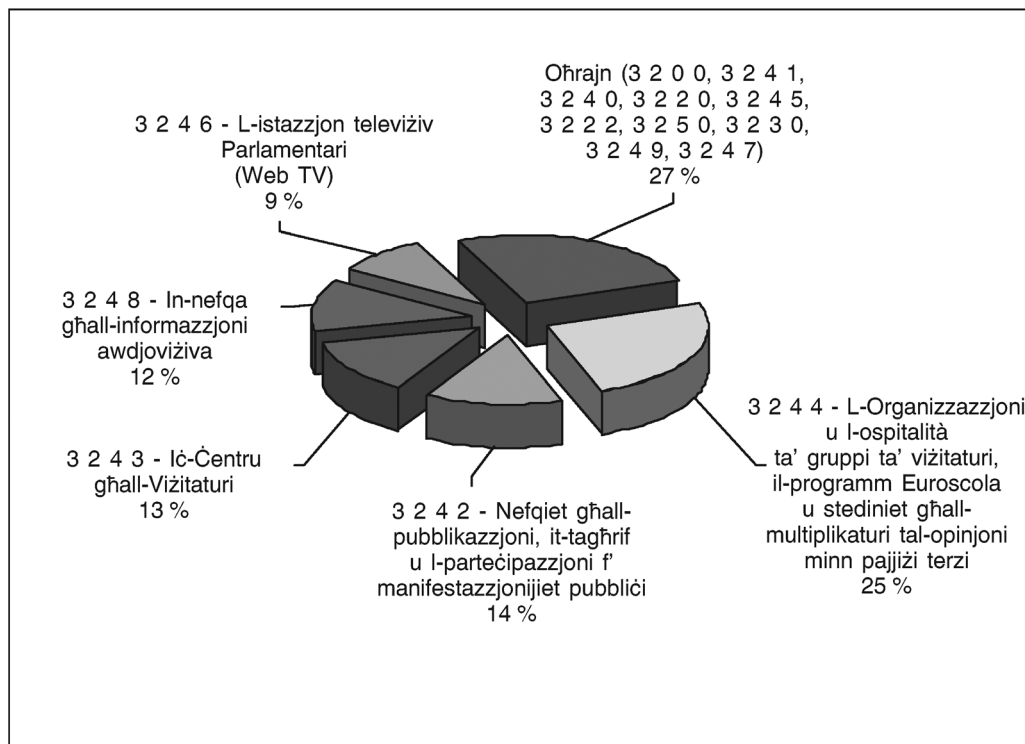 Oħrajn (3 2 0 0, 3 2 4 1,
3 2 4 0, 3 2 2 0, 3 2 4 5,
3 2 2 2, 3 2 5 0, 3 2 3 0,
3 2 4 9, 3 2 4 7)
27 %
3 2 4 6 - L-istazzjon televiżiv
Parlamentari
(Web TV)
9 %
3 2 4 8 - In-nefqa
għall-informazzjoni
awdjoviżiva
12 %
3 2 4 3 - Iċ-Ċentru
għall-Viżitaturi
13 %
3 2 4 2 - Nefqiet għall-
pubblikazzjoni, it-tagħrif
u l-parteċipazzjoni f'
manifestazzjonijiet pubbliċi
14 %
3 2 4 4 - L-Organizzazzjoni
u l-ospitalità
ta' gruppi ta' viżitaturi,
il-programm Euroscola
u stediniet għall-
multiplikaturi tal-opinjoni
minn pajjiżi terzi
25 %